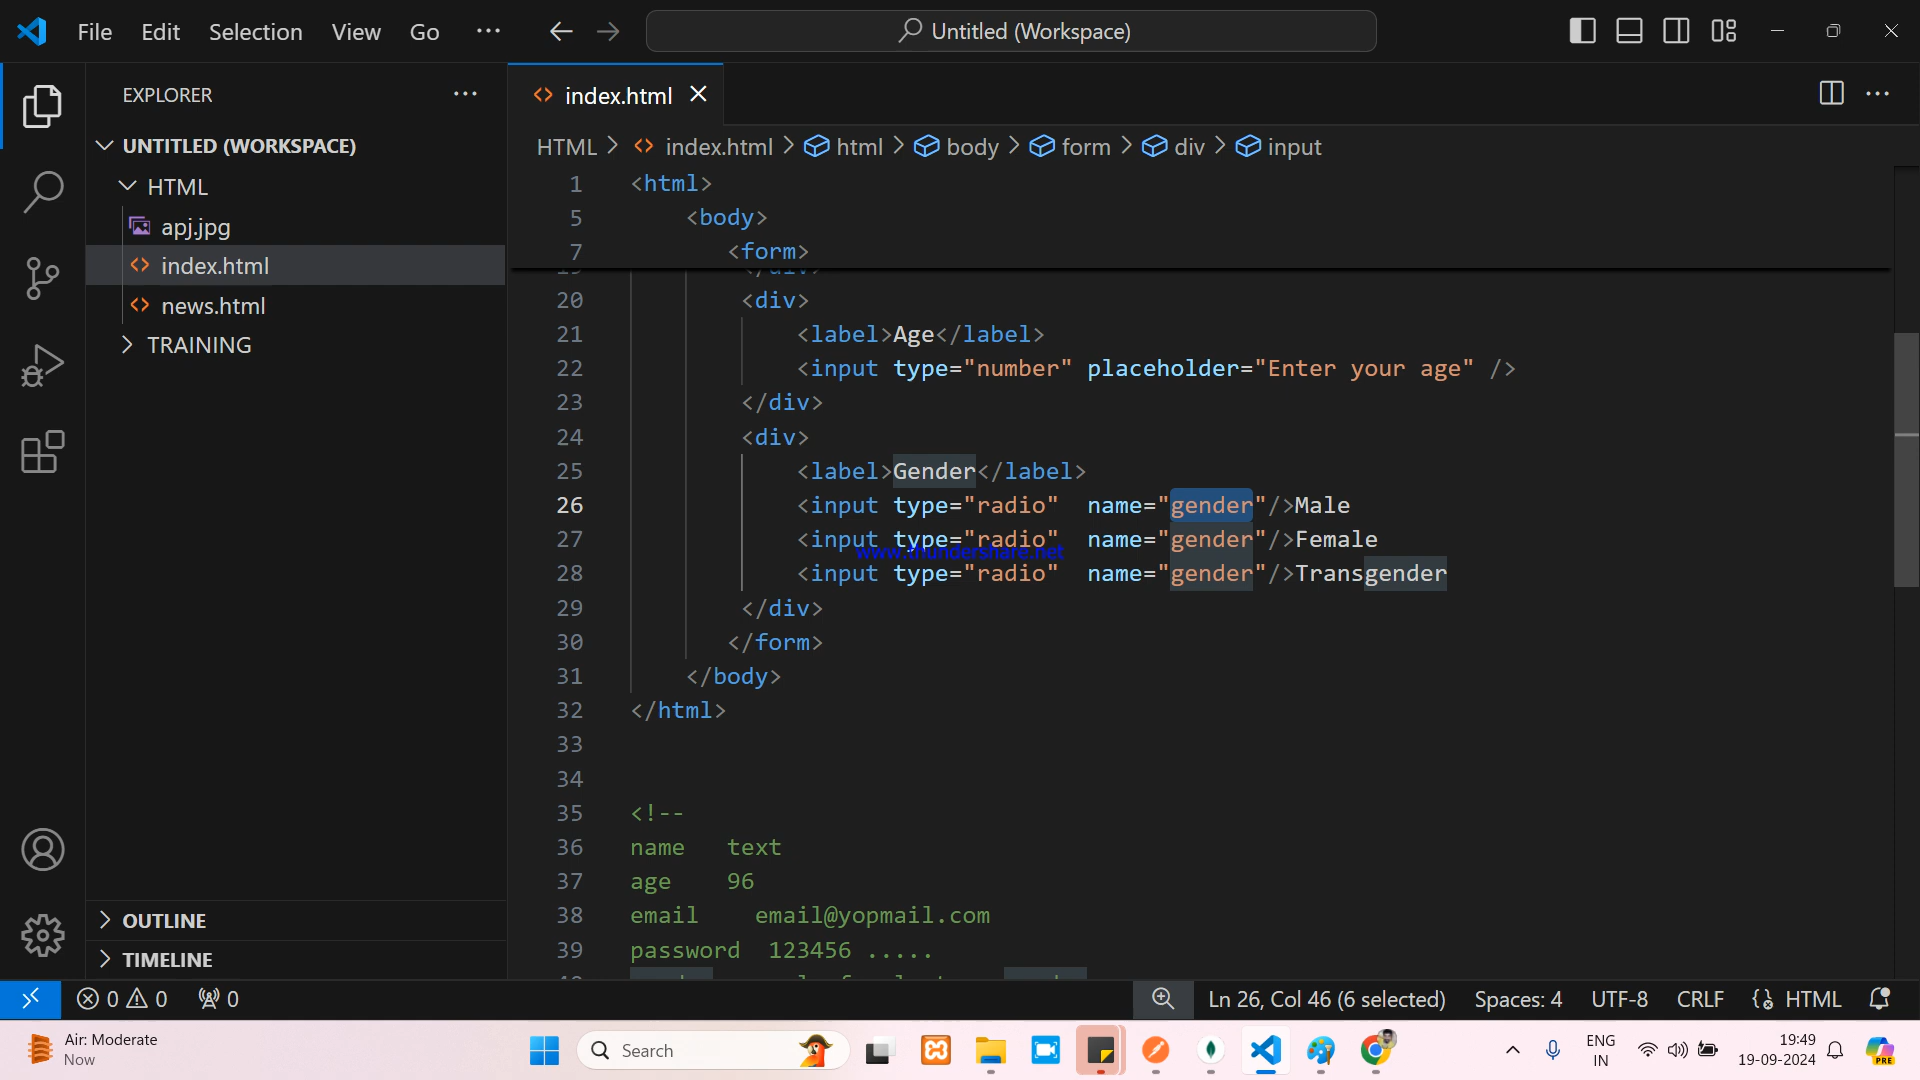 File Edit Selection View Go ··· Untitled (Workspace)
EXPLORER ···
UNTITLED (WORKSPACE)
HTML
apj.jpg
index.html
news.html
TRAINING
OUTLINE
TIMELINE
index.html
HTML > index.html > html > body > form > div > input
1 <html>
5 <body>
7 <form>
20 <div>
21 <label>Age</label>
22 <input type="number" placeholder="Enter your age" />
23 </div>
24 <div>
25 <label>Gender</label>
26 <input type="radio"  name="gender"/>Male
27 <input type="radio"  name="gender"/>Female
www.thundershare.net
28 <input type="radio"  name="gender"/>Transgender
29 </div>
30 </form>
31 </body>
32 </html>
33
34
35 <!--
36 name   text
37 age    96
38 email    email@yopmail.com
39 password  123456 .....
0 0 0 Ln 26, Col 46 (6 selected) Spaces: 4 UTF-8 CRLF HTML
Air: Moderate
Now
Search
ENG
IN
19:49
19-09-2024
PRE